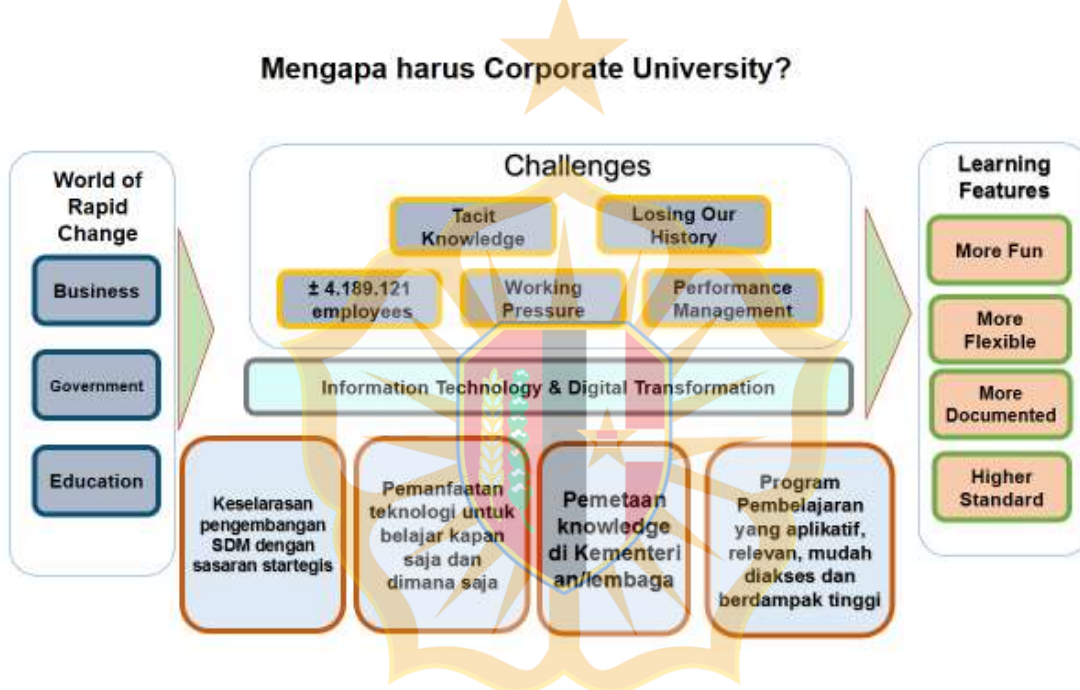 Mengapa harus Corporate University?
World of
Rapid
Change
Business
Government
Education
Challenges
Tacit
Knowledge
Losing Our
History
± 4.189.121
employees
Working
Pressure
Performance
Management
Information Technology & Digital Transformation
Keselarasan
pengembangan
SDM dengan
sasaran startegis
Pemanfaatan
teknologi untuk
belajar kapan
saja dan
dimana saja
Pemetaan
knowledge
di Kementeri
an/lembaga
Program
Pembelajaran
yang aplikatif,
relevan, mudah
diakses dan
berdampak tinggi
Learning
Features
More Fun
More
Flexible
More
Documented
Higher
Standard